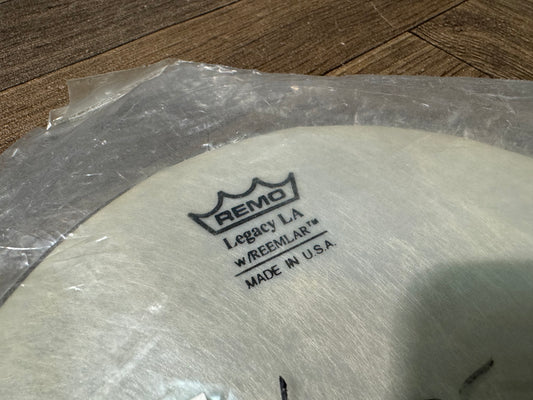 REMO
Legacy LA
w/REEMLAR™
MADE IN U.S.A.